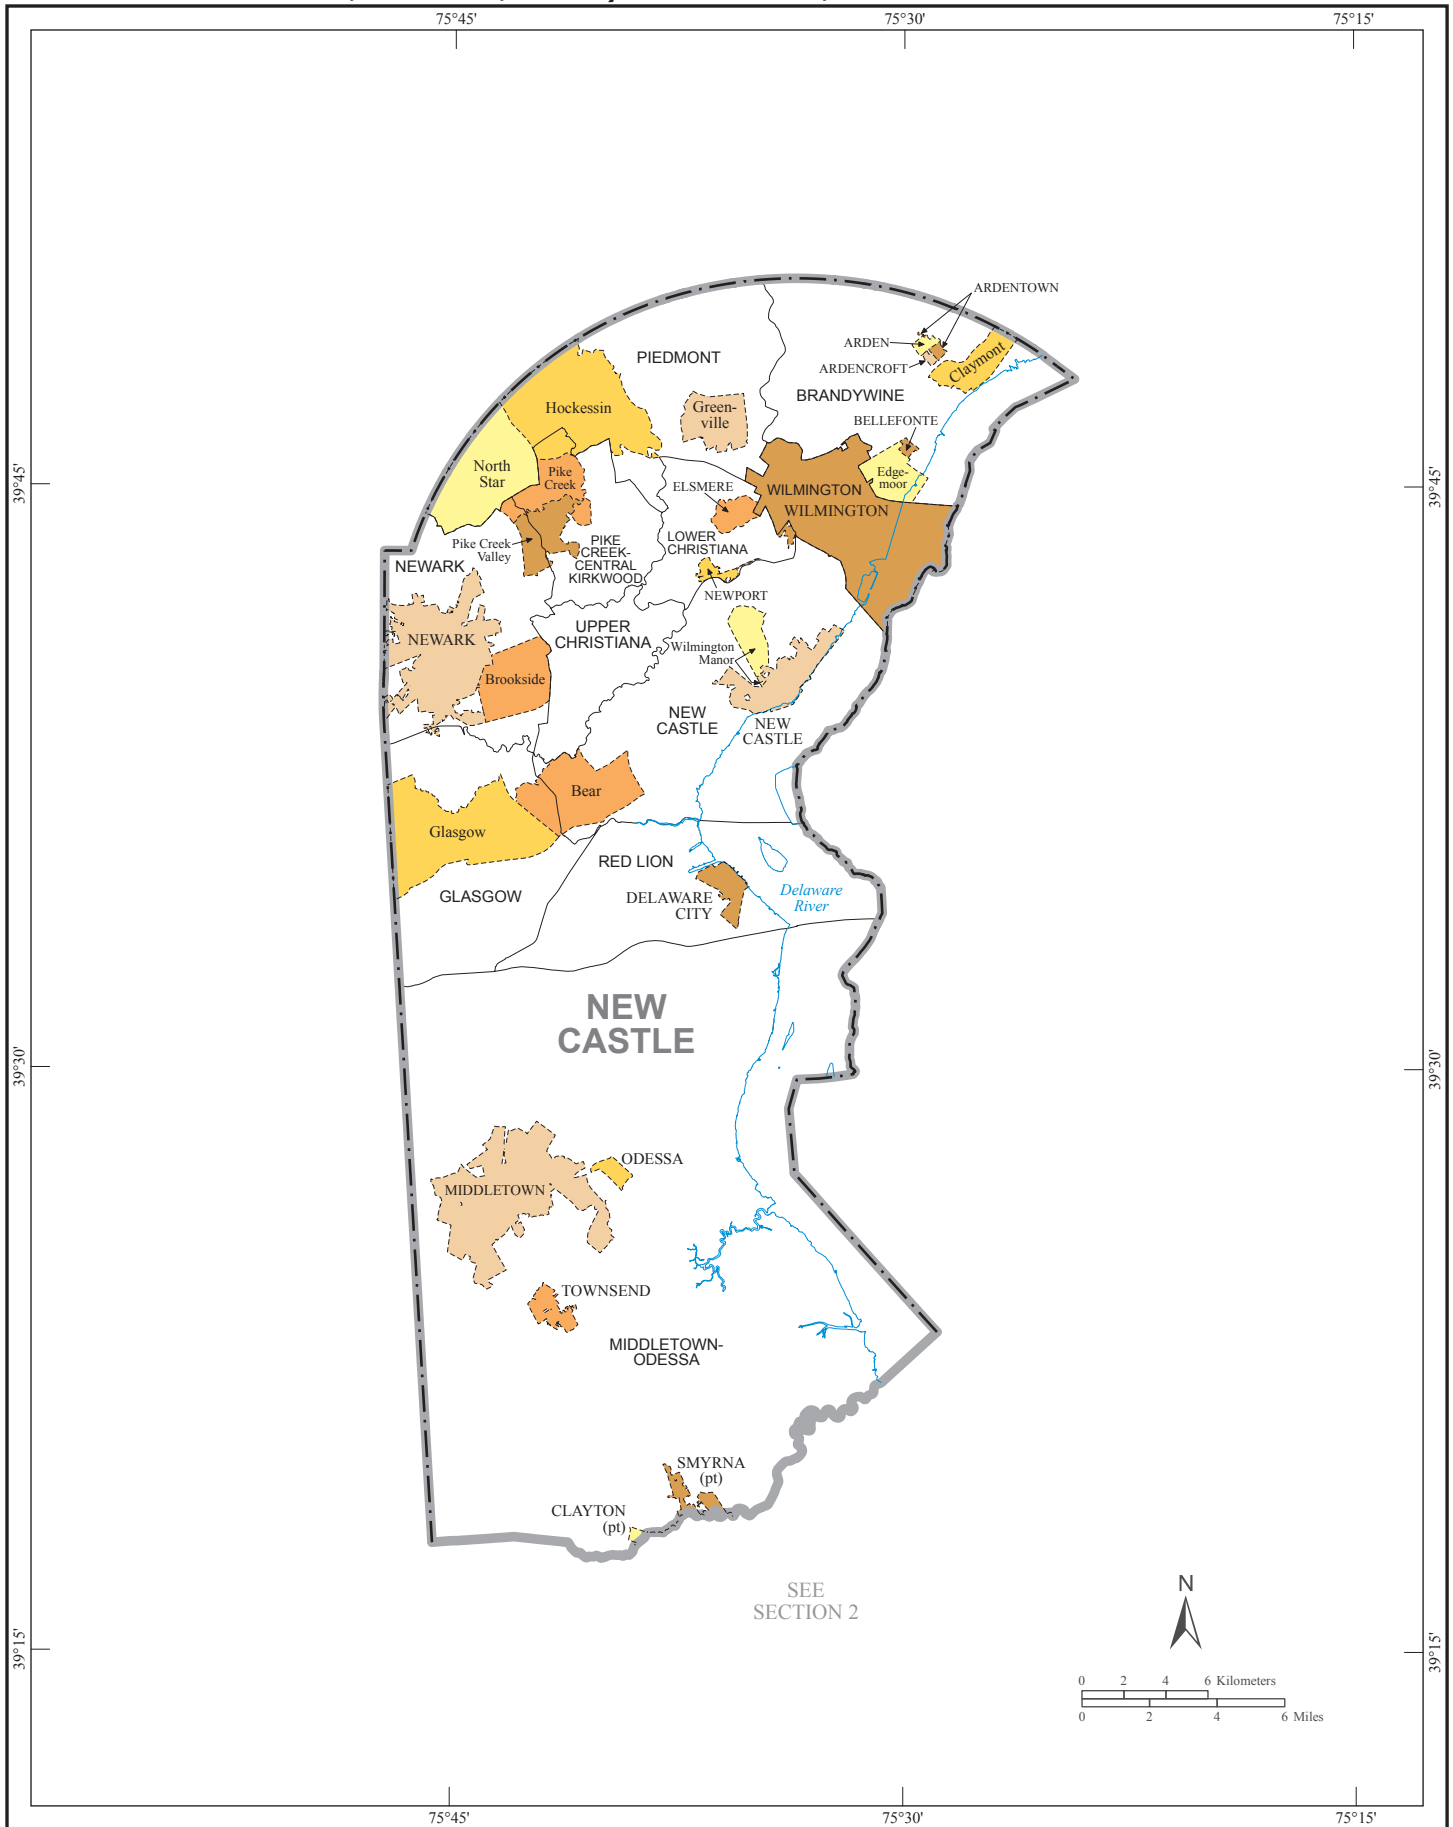 75°45'
75°30'
75°15'
ARDENTOWN
ARDEN
ARDENCROFT
Claymont
PIEDMONT
BRANDYWINE
Hockessin
Green-
ville
BELLEFONTE
39°45'
39°45'
North
Star
Pike
Creek
ELSMERE
WILMINGTON
WILMINGTON
Edge-
moor
Pike Creek
Valley
PIKE
CREEK-
CENTRAL
KIRKWOOD
LOWER
CHRISTIANA
NEWARK
NEWPORT
NEWARK
UPPER
CHRISTIANA
Wilmington
Manor
Brookside
NEW
CASTLE
NEW
CASTLE
Bear
Glasgow
RED LION
GLASGOW
DELAWARE
CITY
Delaware
River
NEW
CASTLE
39°30'
39°30'
ODESSA
MIDDLETOWN
TOWNSEND
MIDDLETOWN-
ODESSA
SMYRNA
(pt)
CLAYTON
(pt)
SEE
SECTION 2
N
39°15'
39°15'
0 2 4 6 Kilometers
0 2 4 6 Miles
75°45'
75°30'
75°15'